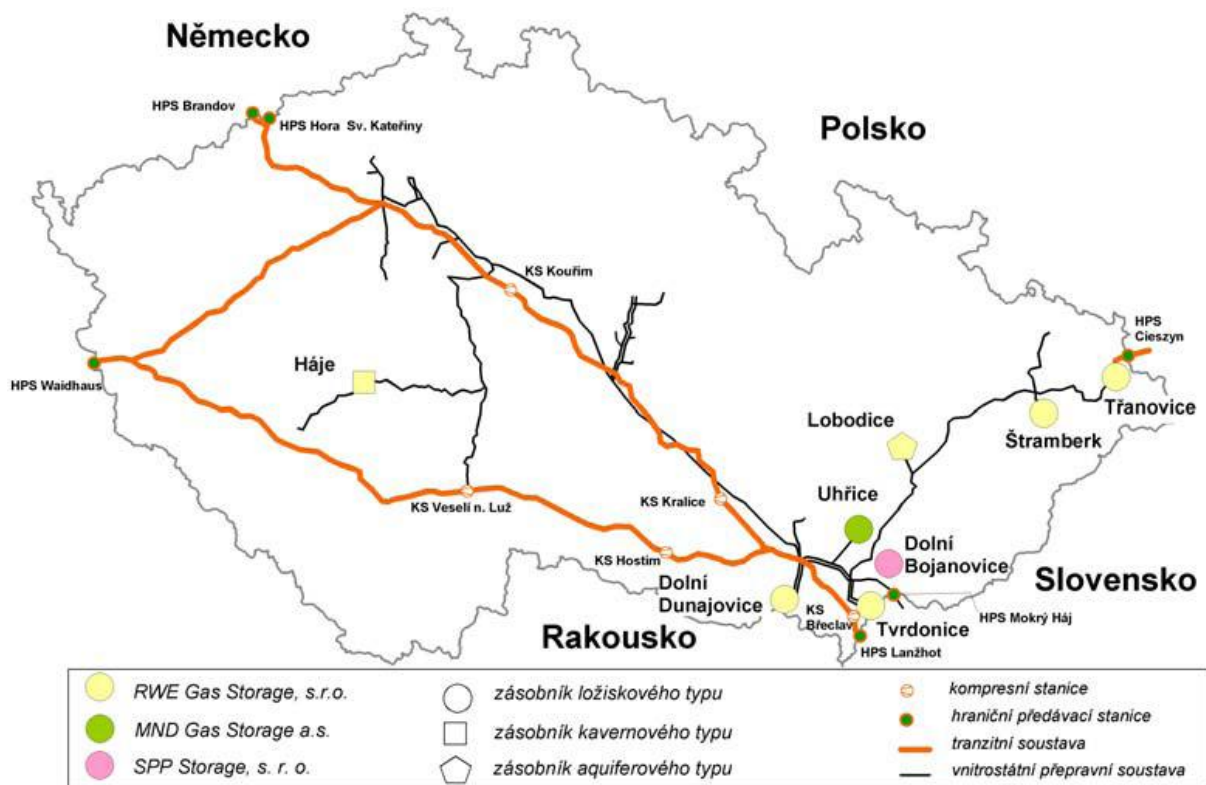 Německo
HPS Brandov
HPS Hora Sv. Kateřiny
Polsko
KS Kouřim
HPS
Cieszyn
HPS Waidhaus
Háje
Třanovice
Lobodice
Štramberk
KS Veselí n. Luž
KS Kralice
Uhřice
KS Hostim
Dolní
Bojanovice
Dolní
Dunajovice
Slovensko
KS
Břeclav
Tvrdonice
HPS Mokrý Háj
Rakousko
HPS Lanžhot
RWE Gas Storage, s.r.o.
MND Gas Storage a.s.
SPP Storage, s. r. o.
zásobník ložiskového typu
zásobník kavernového typu
zásobník aquiferového typu
kompresní stanice
hraniční předávací stanice
tranzitní soustava
vnitrostátní přepravní soustava